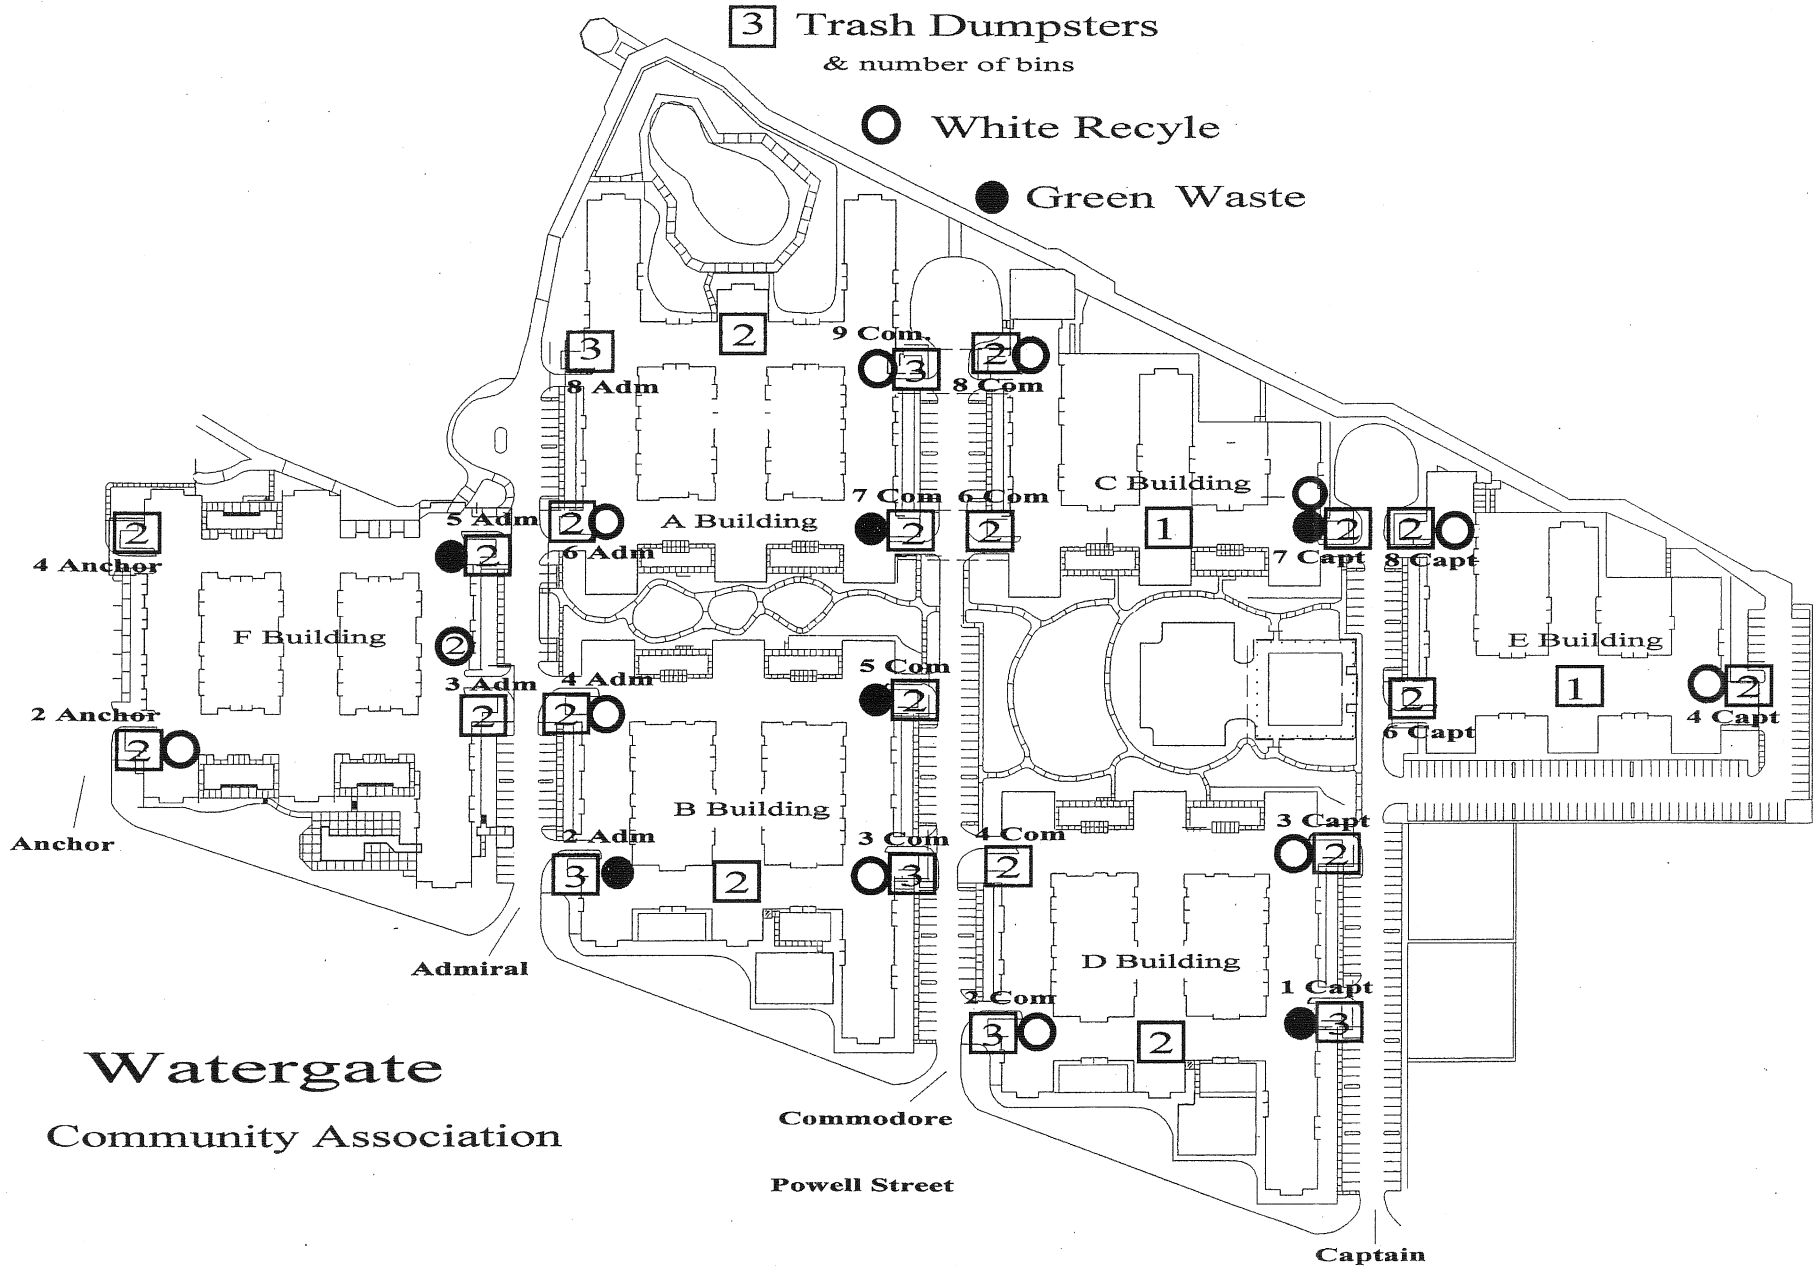 3 Trash Dumpsters
& number of bins
White Recyle
Green Waste
2
9 Com.
3
8 Adm
3
2
8 Com
C Building
7 Com
6 Com
5 Adm
2
6 Adm
A Building
2
2
1
2
7 Capt
2
8 Capt
2
4 Anchor
2
F Building
2
E Building
5 Com
2
3 Adm
2
4 Adm
2
1
2
4 Capt
2
6 Capt
2 Anchor
2
B Building
3 Capt
2
2 Adm
3
2
3 Com
3
4 Com
2
Anchor
D Building
Admiral
1 Capt
3
2 Com
3
2
Watergate
Community Association
Commodore
Powell Street
Captain